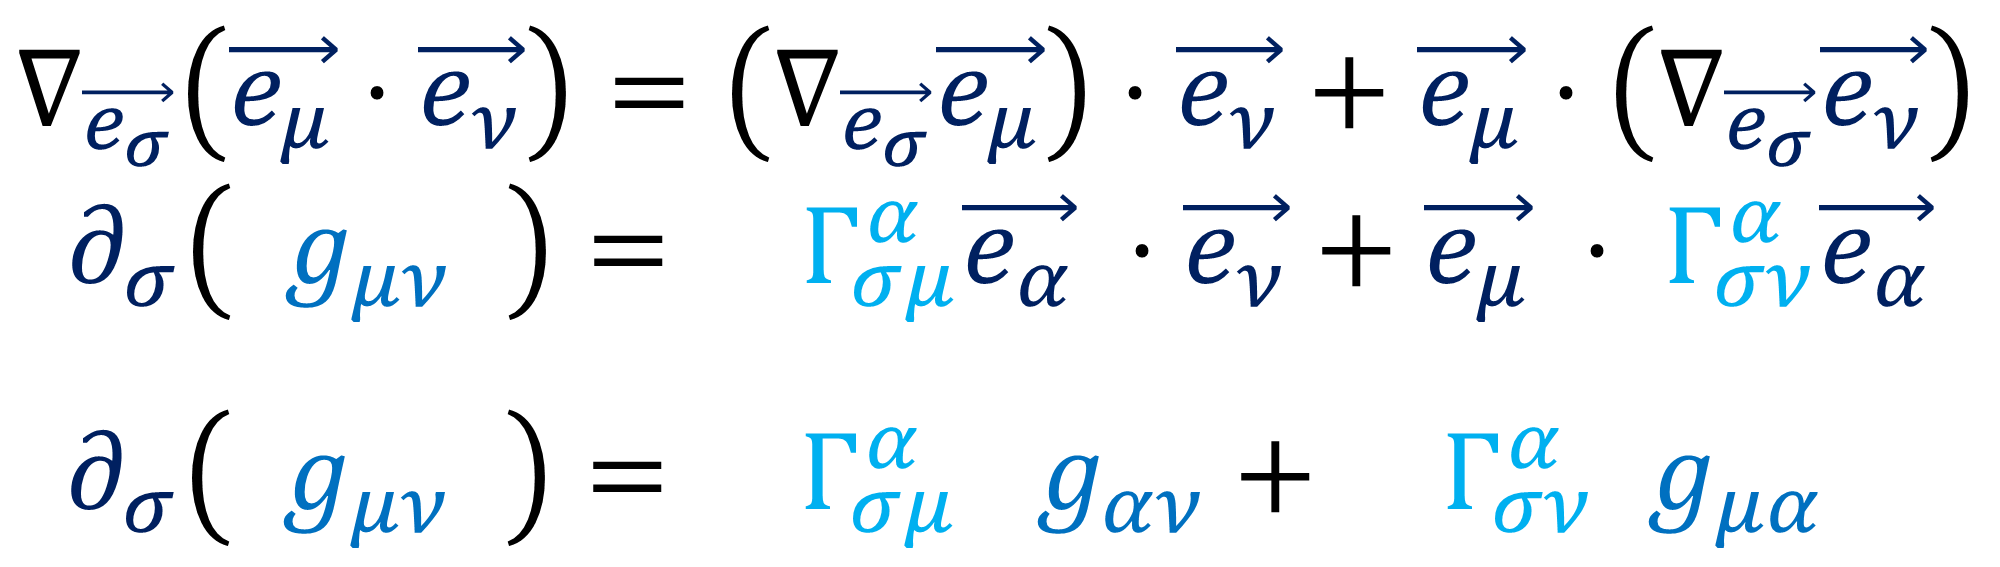 ∇_{\vec{e_σ}}(\vec{e_μ} · \vec{e_ν}) = (∇_{\vec{e_σ}} \vec{e_μ}) · \vec{e_ν} + \vec{e_μ} · (∇_{\vec{e_σ}} \vec{e_ν})
∂_σ( g_{μν} ) = Γ^α_{σμ} \vec{e_α} · \vec{e_ν} + \vec{e_μ} · Γ^α_{σν} \vec{e_α}
∂_σ( g_{μν} ) = Γ^α_{σμ} g_{αν} + Γ^α_{σν} g_{μα}